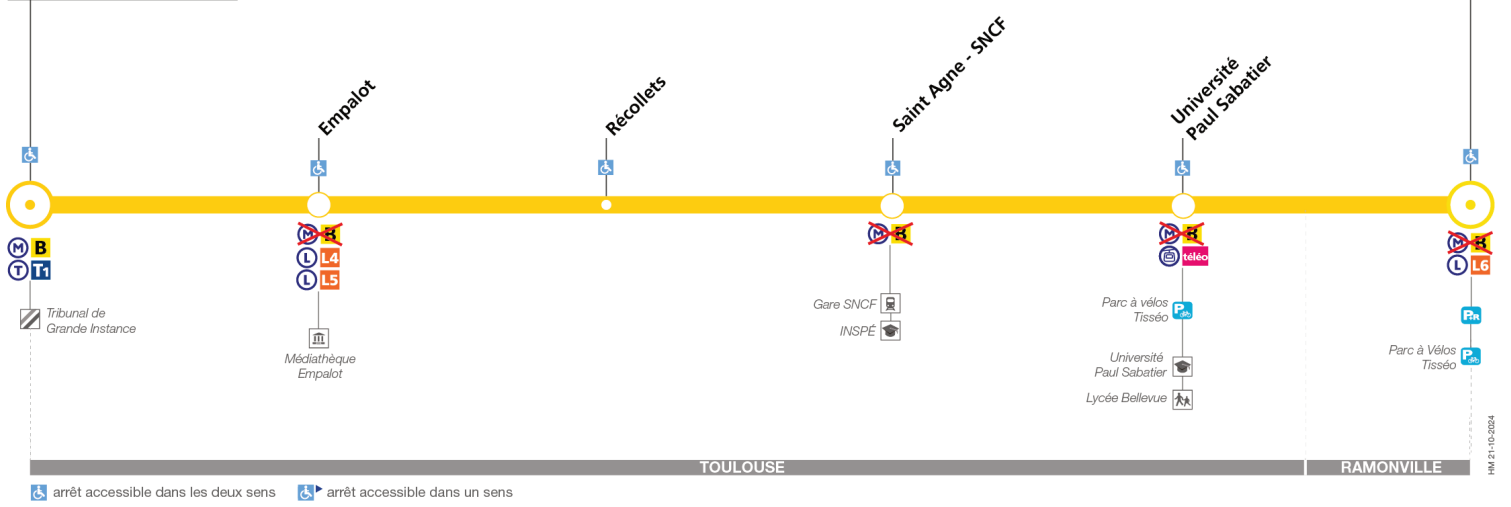 Empalot
Récollets
Saint Agne - SNCF
Université
Paul Sabatier
M B
T T1
Tribunal de
Grande Instance
M B
L L4
L L5
Médiathèque
Empalot
M B
Gare SNCF
INSPÉ
M B
téléo
Parc à vélos
Tisséo
P
Université
Paul Sabatier
Lycée Bellevue
M B
L L6
P+R
Parc à Vélos
Tisséo
P
TOULOUSE
RAMONVILLE
HM 21-10-2024
arrêt accessible dans les deux sens
arrêt accessible dans un sens